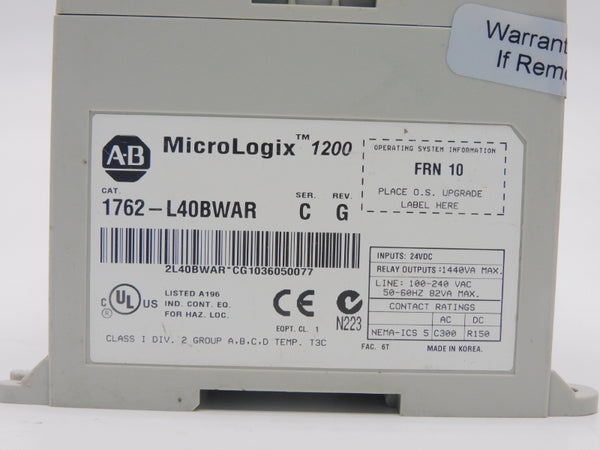 Warrant
If Remo
A·B
MicroLogix™ 1200
CAT. SER. REV.
1762-L40BWAR C G
2L40BWAR*CG1036050077
OPERATING SYSTEM INFORMATION
FRN 10
PLACE O.S. UPGRADE
LABEL HERE
C UL US
®
LISTED A196
IND. CONT. EQ.
FOR HAZ. LOC.
CE
EQPT. CL. 1
N223
CLASS I DIV. 2 GROUP A,B,C,D TEMP. T3C
INPUTS: 24VDC
RELAY OUTPUTS:1440VA MAX.
LINE: 100-240 VAC
50-60HZ 82VA MAX.
CONTACT RATINGS
AC DC
NEMA-ICS 5 C300 R150
FAC. 6T MADE IN KOREA.